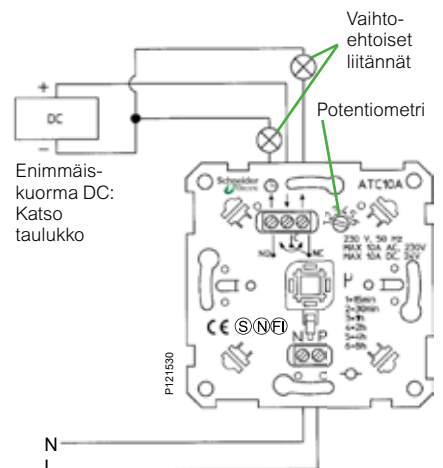 Vaihto-
ehtoiset
liitännät
Potentiometri
+
DC
−
Enimmäis-
kuorma DC:
Katso
taulukko
Schneider
Electric
ATC10A
NO
C
NC
230 V, 50 Hz
MAX 10A AC, 230V
MAX 10A DC, 24V
µ
1=15min
2=30min
3=1h
4=2h
5=4h
6=8h
CE S N FI
N P
P121530
N
L